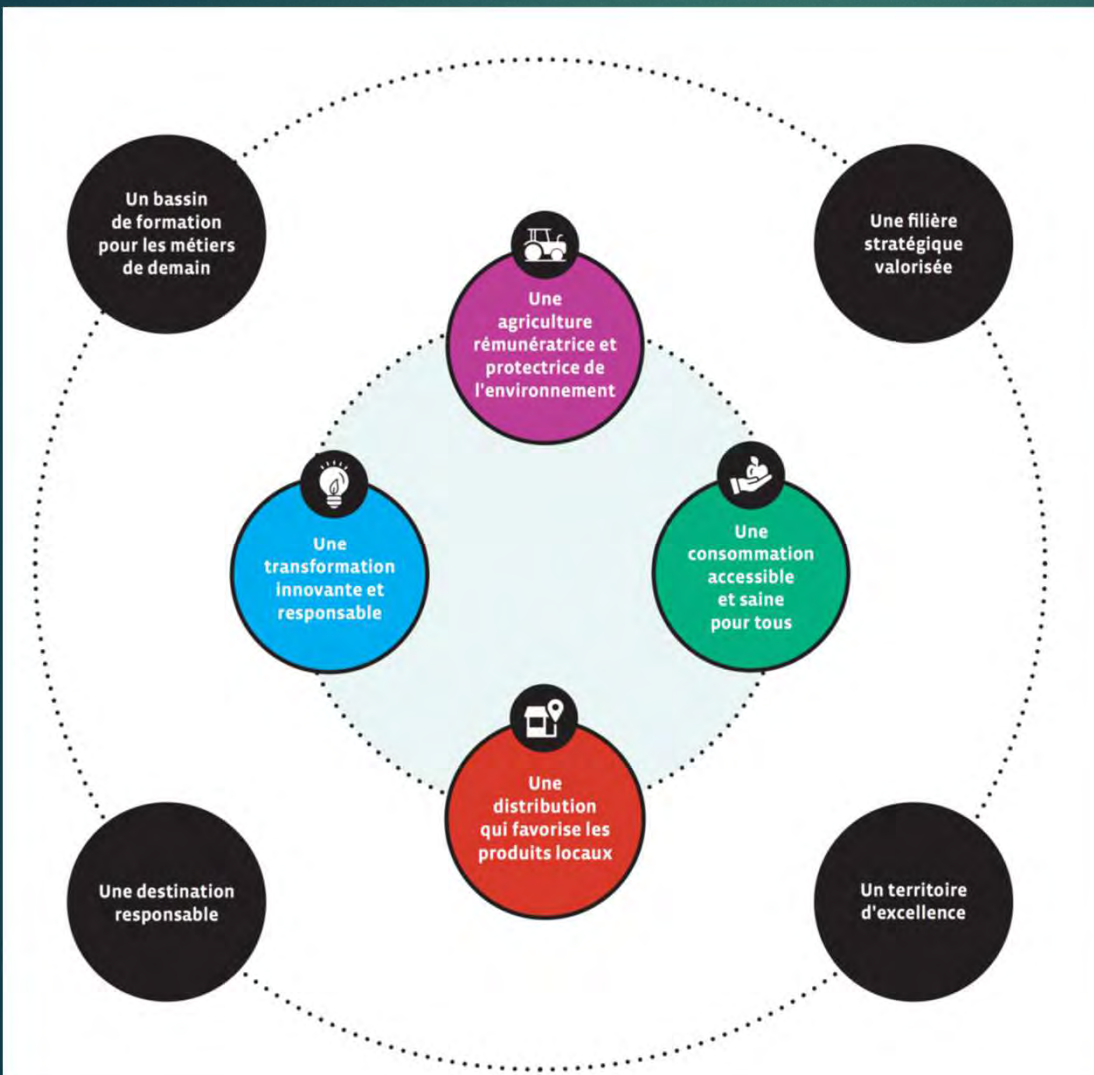 Un bassin
de formation
pour les métiers
de demain
Une filière
stratégique
valorisée
Une
agriculture
rémunératrice et
protectrice de
l'environnement
Une
transformation
innovante et
responsable
Une
consommation
accessible
et saine
pour tous
Une
distribution
qui favorise les
produits locaux
Une destination
responsable
Un territoire
d'excellence